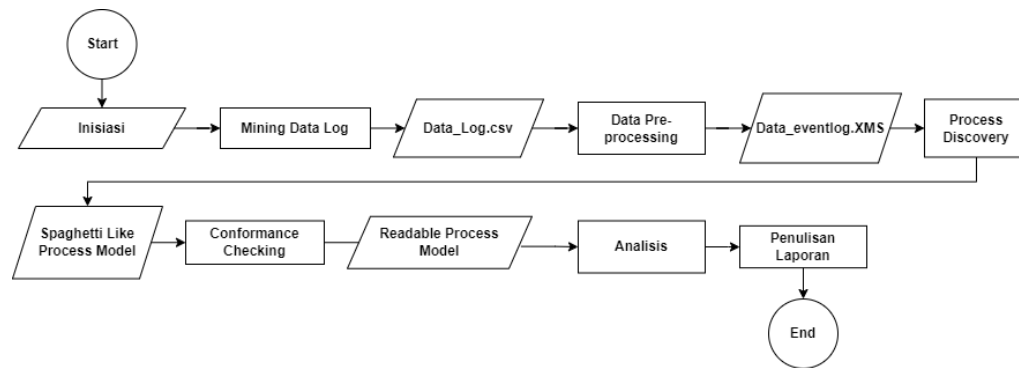 Start
Inisiasi
Mining Data Log
Data_Log.csv
Data Pre-
processing
Data_eventlog.XMS
Process
Discovery
Spaghetti Like
Process Model
Conformance
Checking
Readable Process
Model
Analisis
Penulisan
Laporan
End